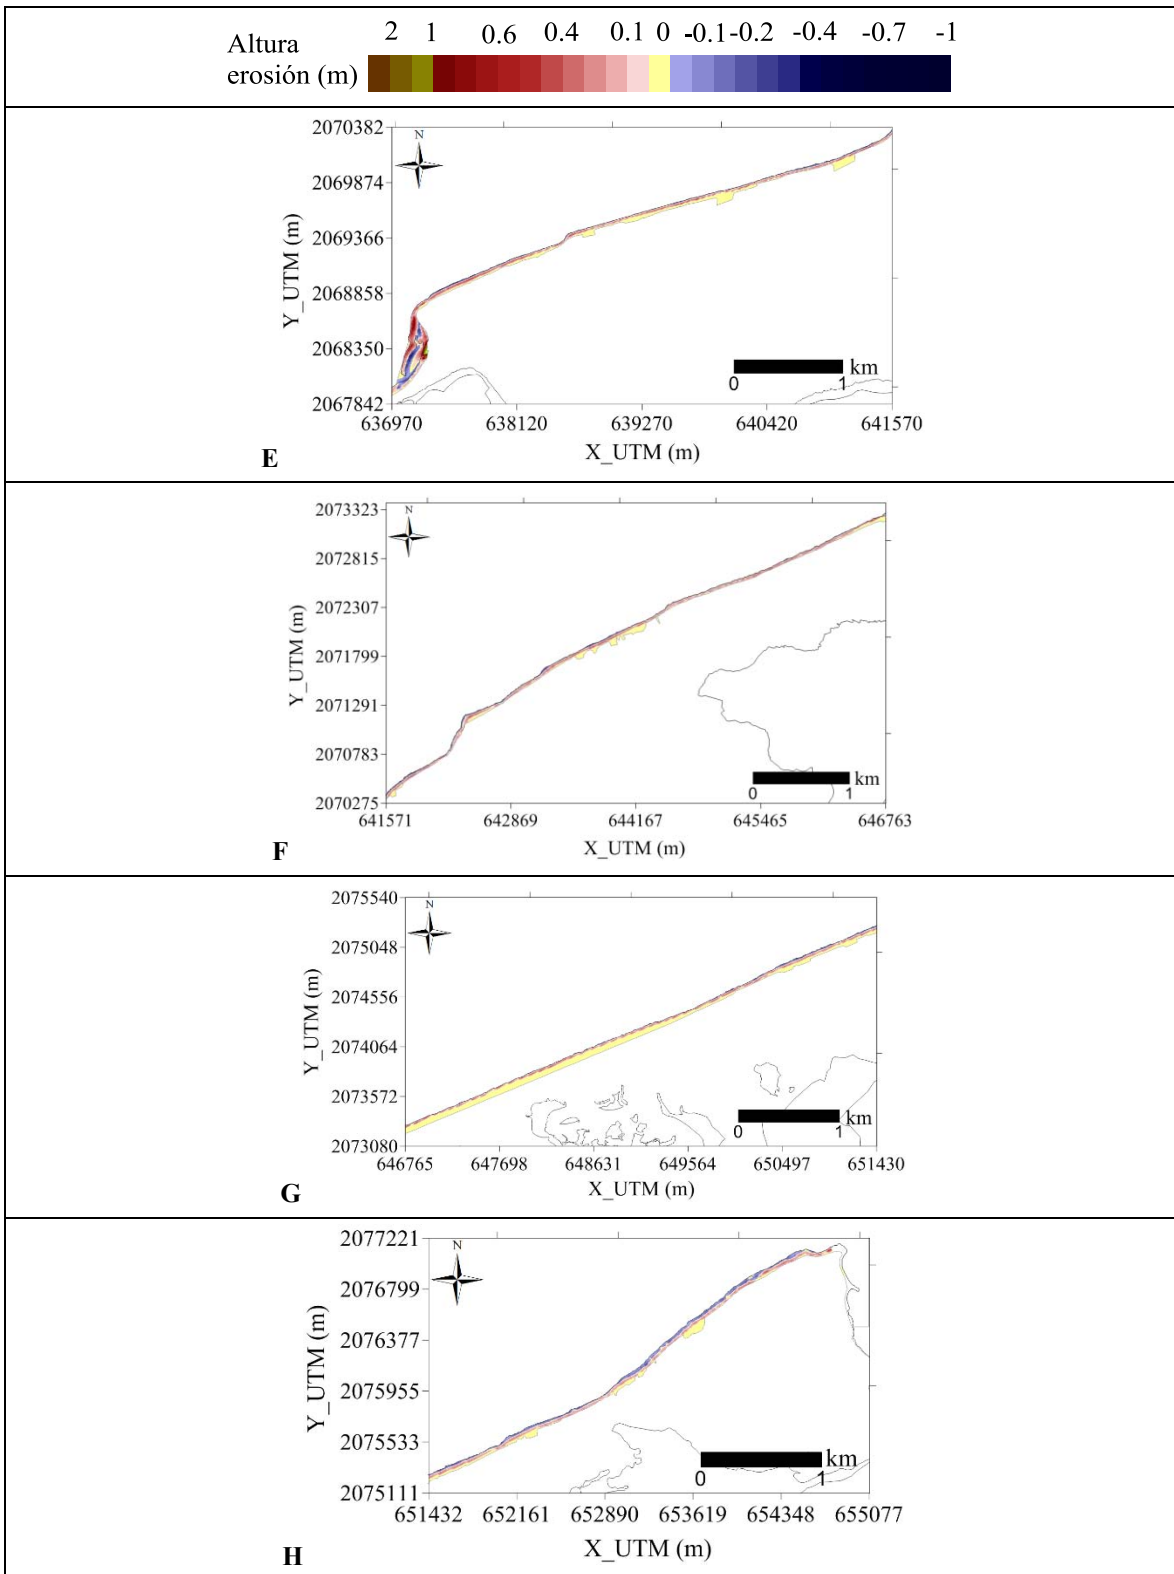 Altura erosión (m)
2 1 0.6 0.4 0.1 0 -0.1 -0.2 -0.4 -0.7 -1
N
2070382
2069874
2069366
2068858
2068350
2067842
Y_UTM (m)
636970 638120 639270 640420 641570
X_UTM (m)
0 1 km
E
N
2073323
2072815
2072307
2071799
2071291
2070783
2070275
Y_UTM (m)
641571 642869 644167 645465 646763
X_UTM (m)
0 1 km
F
N
2075540
2075048
2074556
2074064
2073572
2073080
Y_UTM (m)
646765 647698 648631 649564 650497 651430
X_UTM (m)
0 1 km
G
N
2077221
2076799
2076377
2075955
2075533
2075111
Y_UTM (m)
651432 652161 652890 653619 654348 655077
X_UTM (m)
0 1 km
H